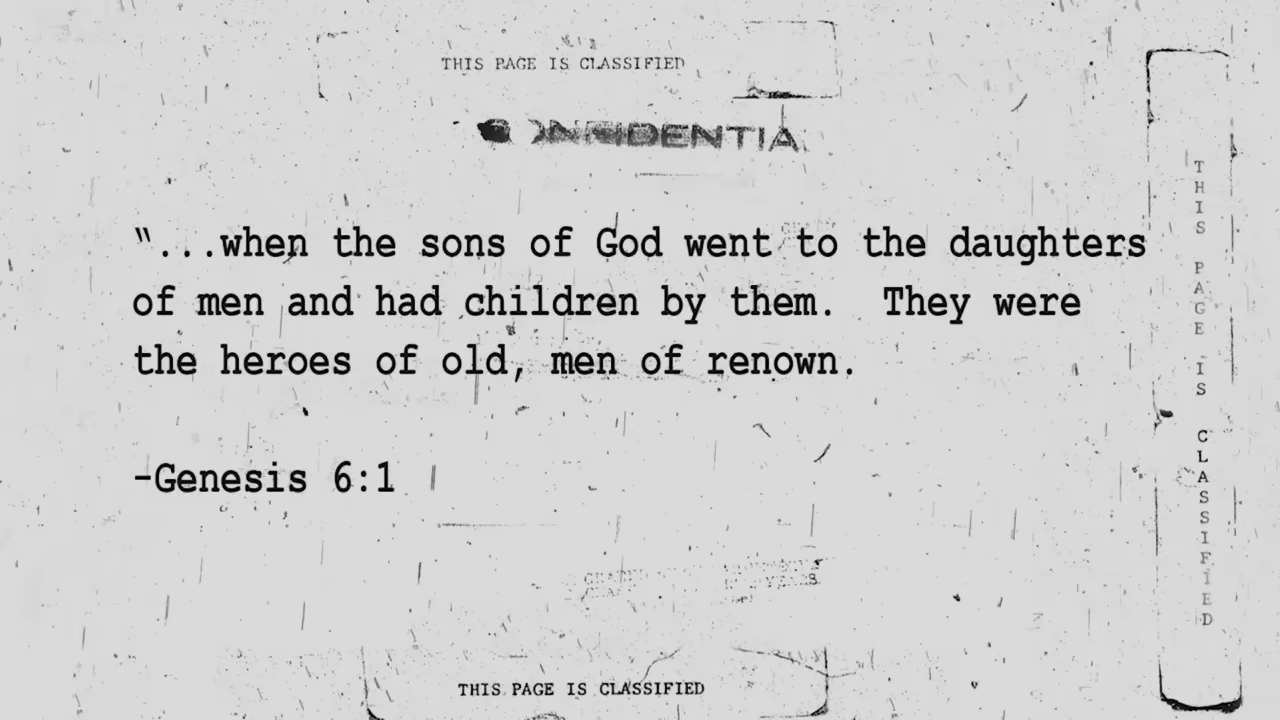 THIS PAGE IS CLASSIFIED
"...when the sons of God went to the daughters
of men and had children by them. They were
the heroes of old, men of renown.
-Genesis 6:1
THIS PAGE IS CLASSIFIED
THIS PAGE IS CLASSIFIED